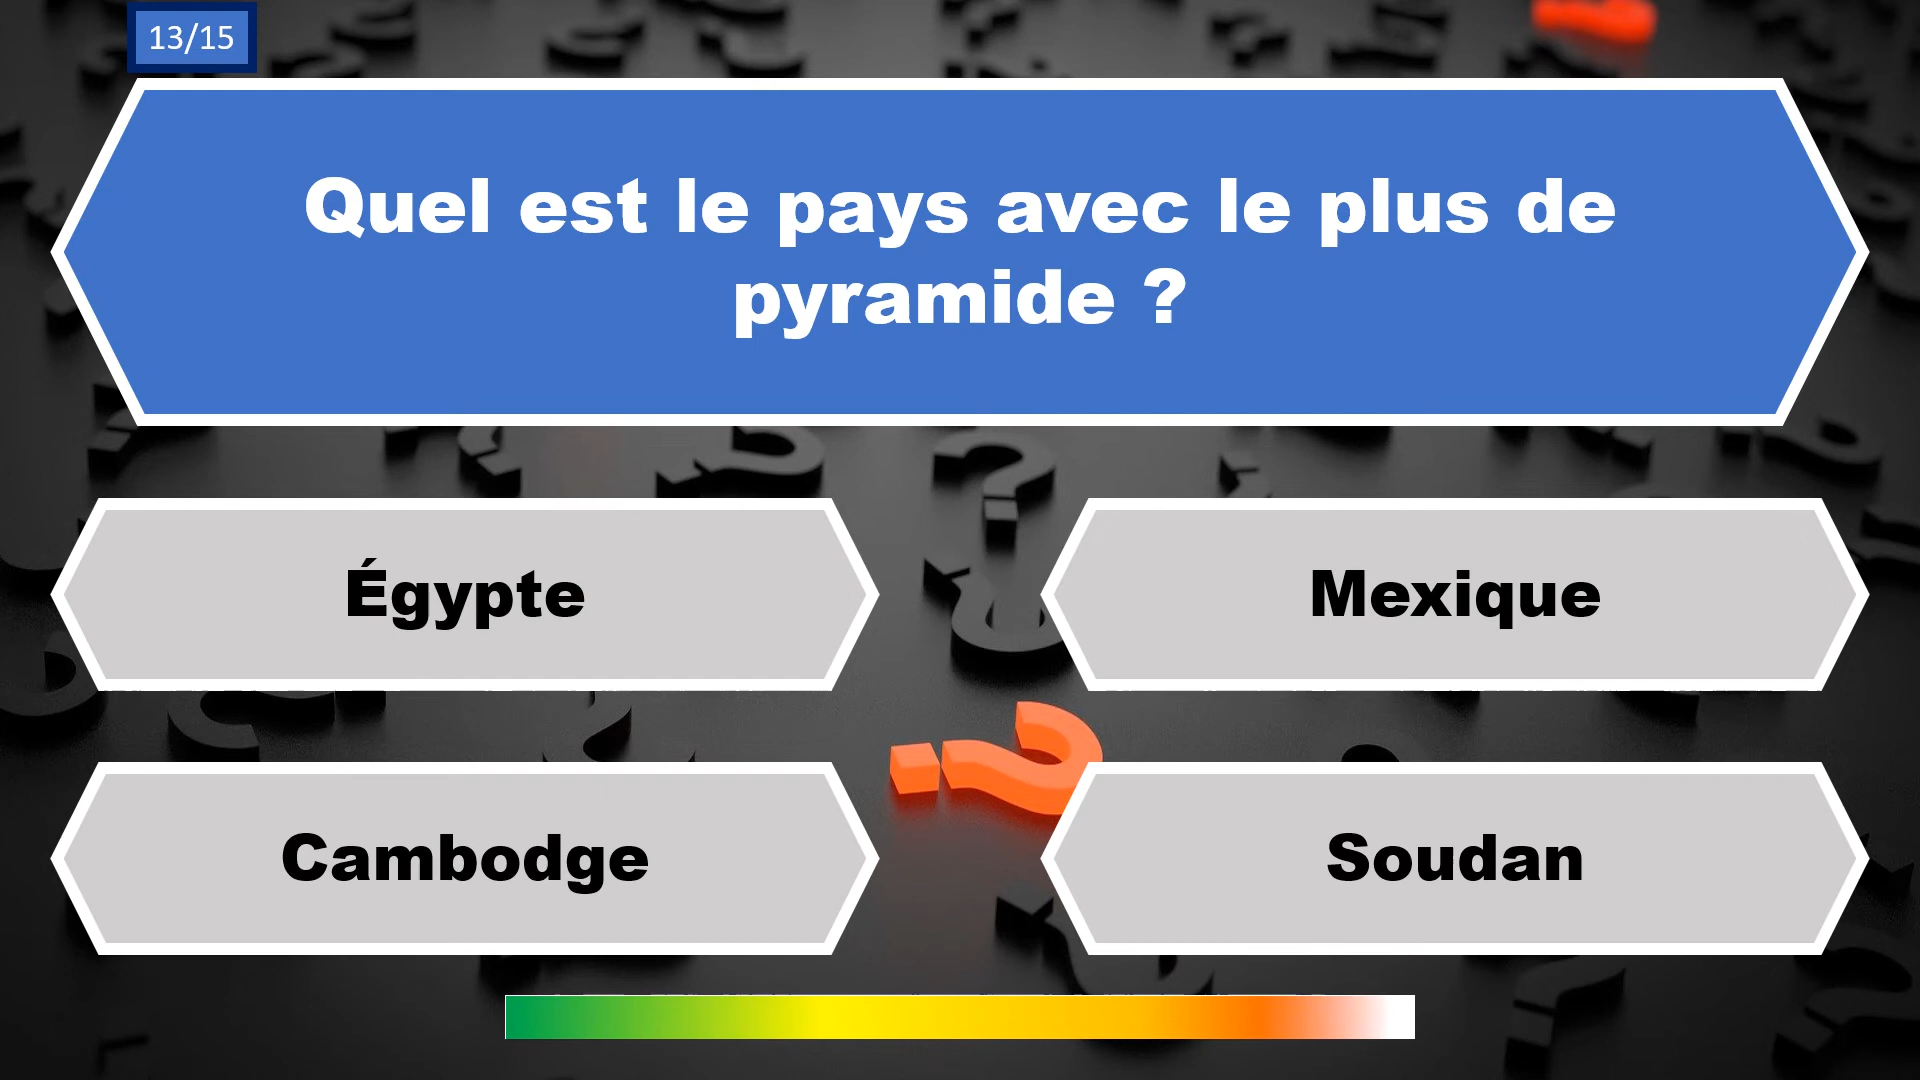 13/15
Quel est le pays avec le plus de
pyramide ?
Égypte
Mexique
Cambodge
Soudan